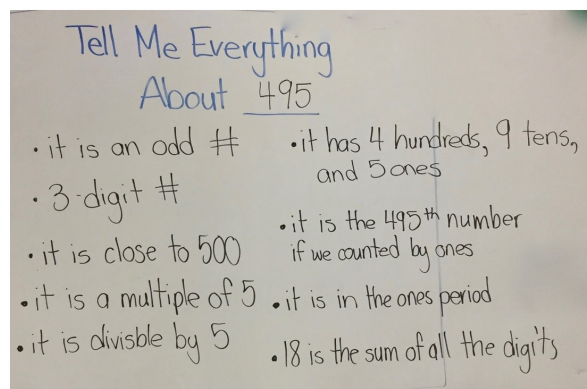 Tell Me Everything
About 495
• it is an odd #
• 3-digit #
• it is close to 500
• it is a multiple of 5
• it is divisble by 5
• it has 4 hundreds, 9 tens,
and 5 ones
• it is the 495th number
if we counted by ones
• it is in the ones period
• 18 is the sum of all the digits